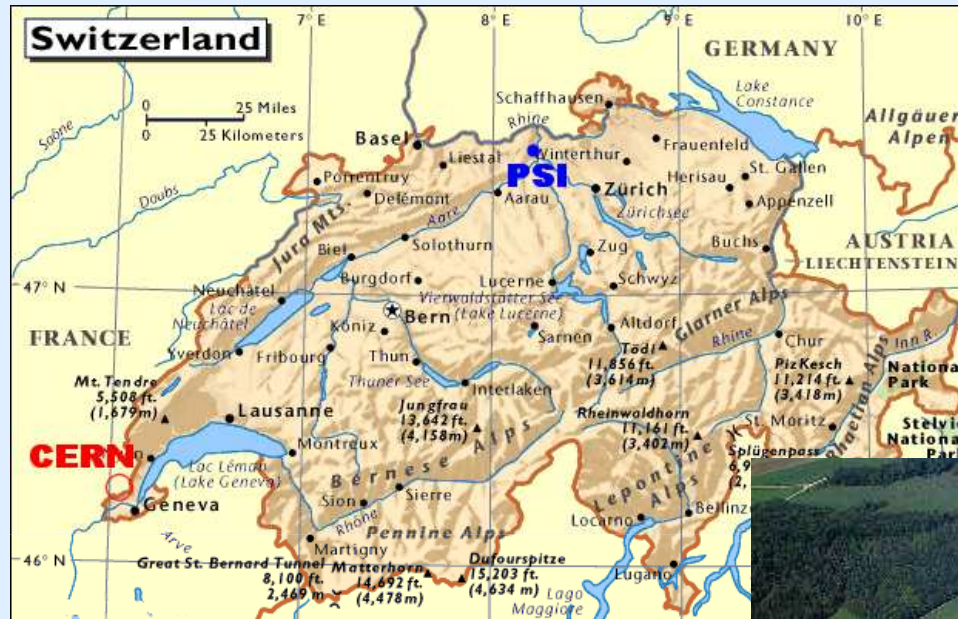 Switzerland
7° E
8° E
9° E
10° E
GERMANY
0 25 Miles
0 25 Kilometers
Saône
Doubs
Schaffhausen
Rhine
Lake
Constance
Allgäuer
Alpen
Basel
Liestal
Winterthur
Frauenfeld
PSI
Porrentruy
Delémont
Aarau
Zürich
Herisau
St. Gallen
Appenzell
Jura Mts.
Aare
Zürichsee
Solothurn
Biel
Zug
Buchs
AUSTRIA
LIECHTENSTEIN
Burgdorf
Lucerne
Schwyz
47° N
Neuchâtel
Lac de
Neuchâtel
Bern
Vierwaldstätter See
(Lake Lucerne)
Glarner Alps
FRANCE
Köniz
Sarnen
Altdorf
Rhine
Chur
Inn R.
Yverdon
Fribourg
Thun
Thuner See
Interlaken
Tödi
11,856 ft.
(3,614m)
Piz Kesch
11,214 ft.
(3,418m)
National
Park
Mt. Tendre
5,508 ft.
(1,679m)
Lausanne
Jungfrau
13,642 ft.
(4,158m)
Rheinwaldhorn
11,161 ft.
(3,402m)
St. Moritz
Rhaetian Alps
National
Montreux
Bernese Alps
Lepontine
Alps
Splügenpass
CERN
Lac Léman
(Lake Geneva)
Geneva
Sion
Sierre
Rhône
Locarno
Arve
Pennine Alps
46° N
Martigny
Great St. Bernard Tunnel
8,100 ft.
2,469 m
Matterhorn
14,692 ft.
(4,478m)
Dufourspitze
15,203 ft.
(4,634 m)
Lugano
Lago
Maggiore